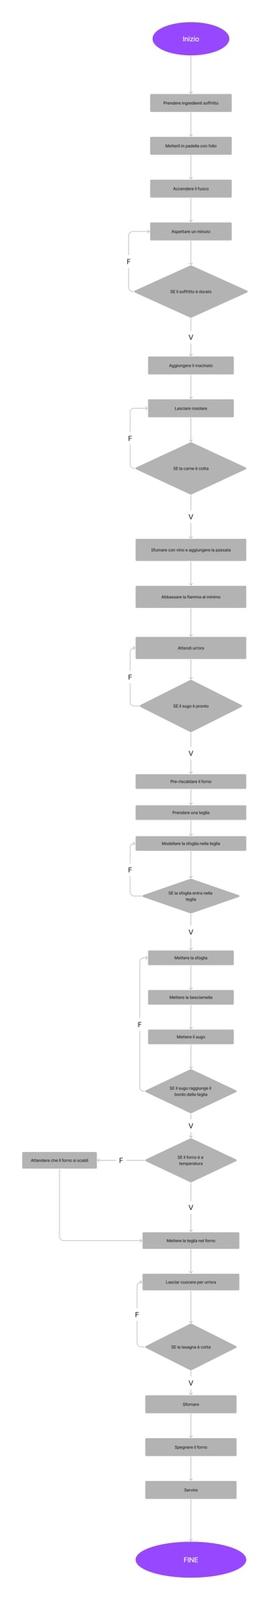 Inizio
Prendere ingredienti soffritto
Metterli in padella con l'olio
Accendere il fuoco
Aspettare un minuto
F
SE il soffritto è dorato
V
Aggiungere il macinato
Lasciare rosolare
F
SE la carne è cotta
V
Sfumare con vino e aggiungere la passata
Abbassare la fiamma al minimo
Attendi un'ora
F
SE il sugo è pronto
V
Pre-riscaldare il forno
Prendere una teglia
Modellare la sfoglia nella teglia
F
SE la sfoglia entra nella
teglia
V
Mettere la sfoglia
Mettere la besciamella
F
Mettere il sugo
SE il sugo raggiunge il
bordo della teglia
V
SE il forno è a
temperatura
F
Attendere che il forno si scaldi
V
Mettere la teglia nel forno
Lasciar cuocere per un'ora
F
SE la lasagna è cotta
V
Sfornare
Spegnere il forno
Servire
FINE